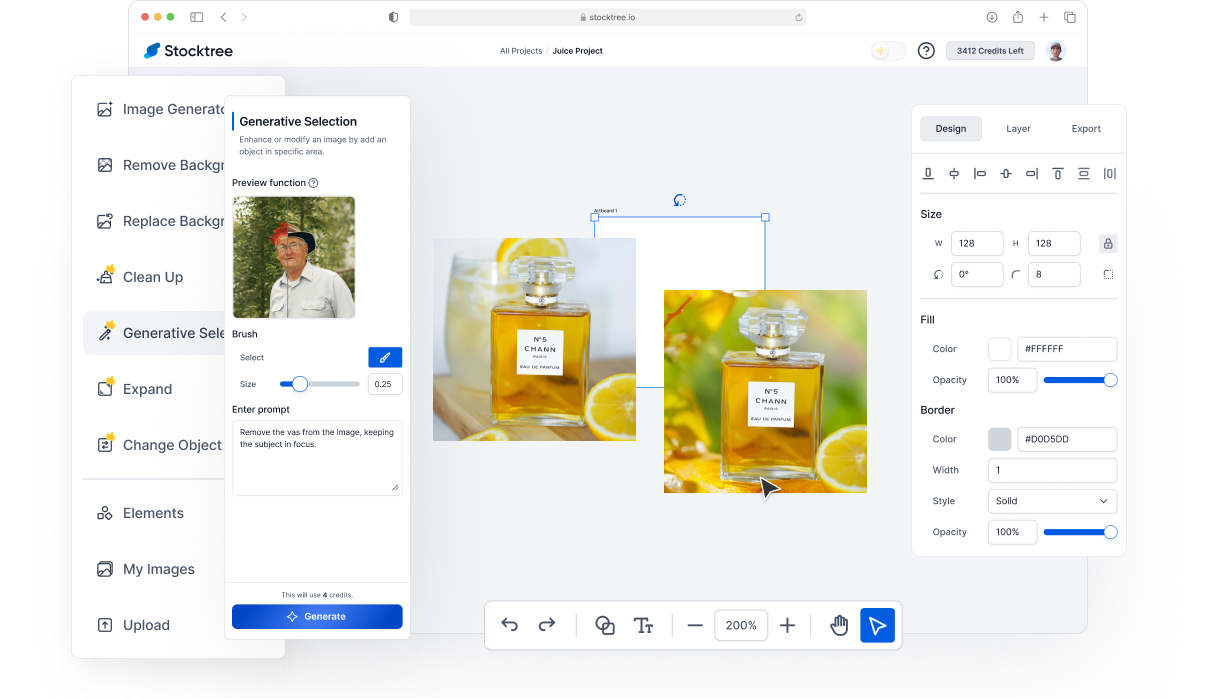 stocktree.io
Stocktree
All Projects / Juice Project
3412 Credits Left
Image Generato
Remove Backgr
Replace Backgr
Clean Up
Generative Sele
Expand
Change Object
Elements
My Images
Upload
Generative Selection
Enhance or modify an image by add an
object in specific area.
Preview function
Brush
Select
Size
0.25
Enter prompt
Remove the vas from the image, keeping
the subject in focus.
This will use 4 credits.
Generate
Artboard 1
N°5
CHANN
PARIS
EAU DE PARFUM
N°5
CHANN
PARIS
EAU DE PARFUM
200%
Design
Layer
Export
Size
W
128
H
128
0°
8
Fill
Color
#FFFFFF
Opacity
100%
Border
Color
#D0D5DD
Width
1
Style
Solid
Opacity
100%